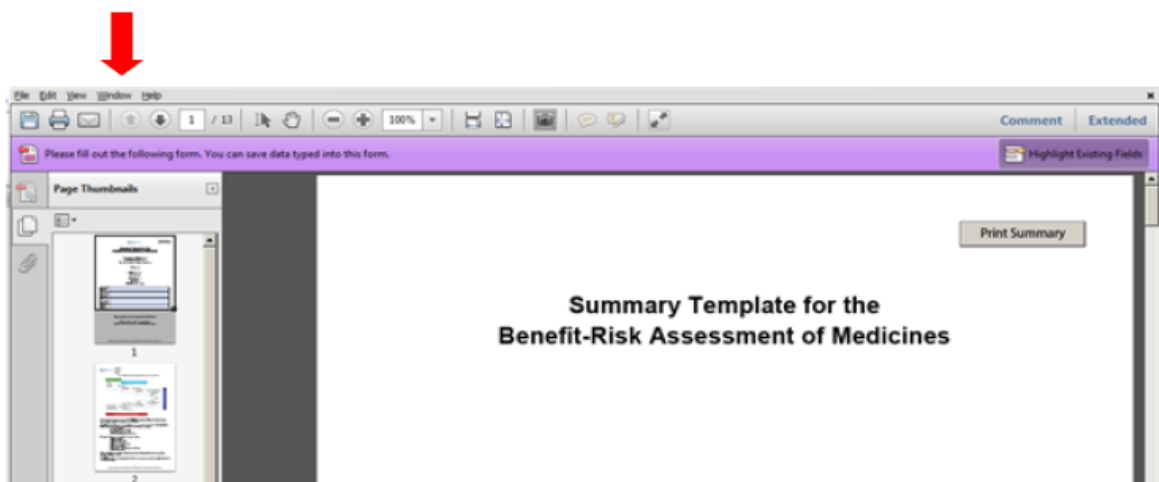 File Edit View Window Help
1 / 13 100% Comment Extended
Please fill out the following form. You can save data typed into this form. Highlight Existing Fields
Page Thumbnails
Print Summary
Summary Template for the
Benefit-Risk Assessment of Medicines
1
2